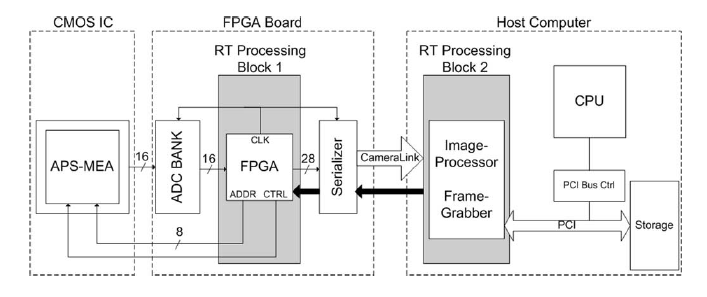 CMOS IC
FPGA Board
Host Computer
RT Processing
Block 1
RT Processing
Block 2
APS-MEA
16
ADC BANK
16
CLK
FPGA
ADDR CTRL
28
Serializer
CameraLink
Image-
Processor
Frame-
Grabber
CPU
PCI Bus Ctrl
PCI
Storage
8